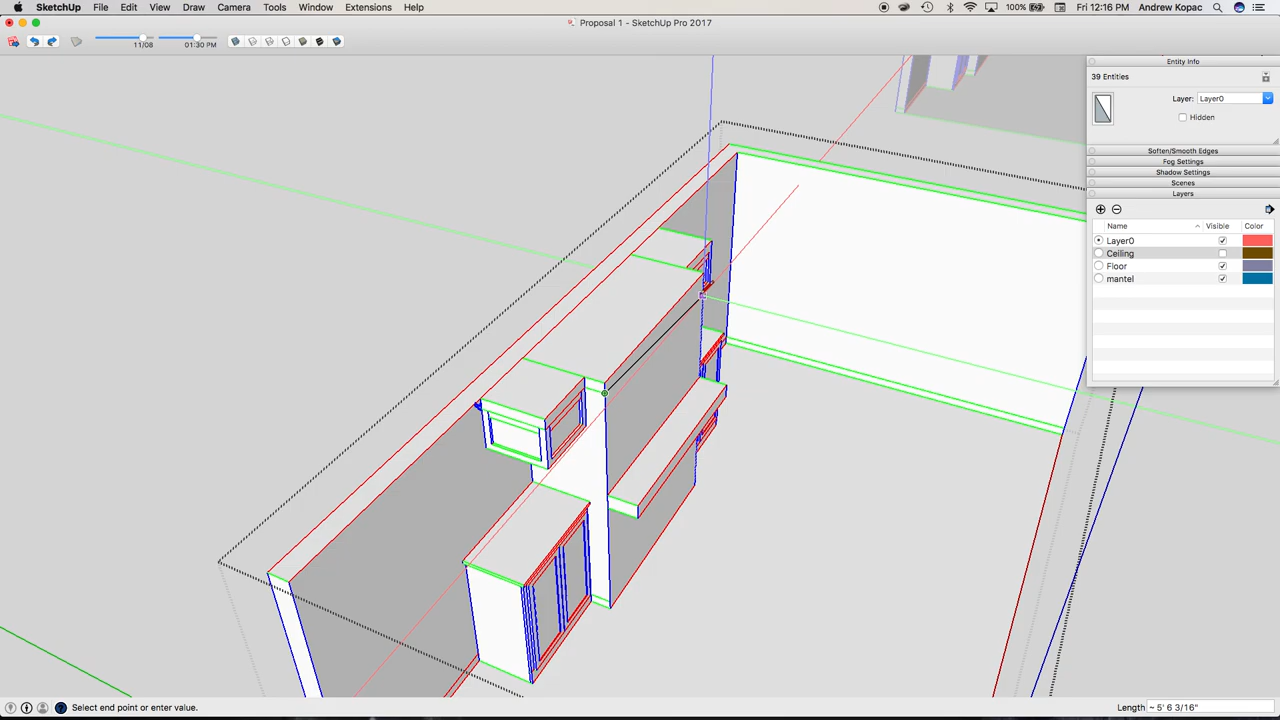 SketchUp File Edit View Draw Camera Tools Window Extensions Help 100% Fri 12:16 PM Andrew Kopac
Proposal 1 - SketchUp Pro 2017
11/08 01:30 PM
Entity Info
39 Entities
Layer: Layer0
Hidden
Soften/Smooth Edges
Fog Settings
Shadow Settings
Scenes
Layers
Name Visible Color
Layer0
Ceiling
Floor
mantel
Select end point or enter value. Length ~ 5' 6 3/16"